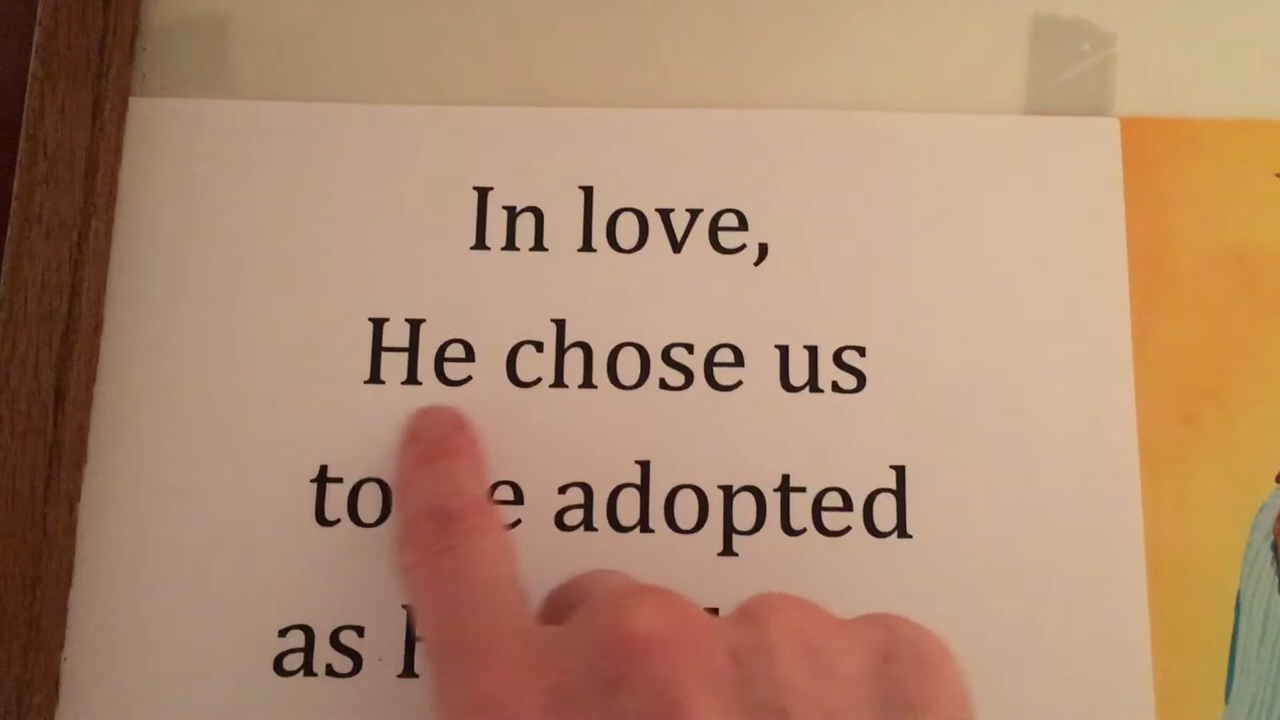 In love,
He chose us
to adopted
as